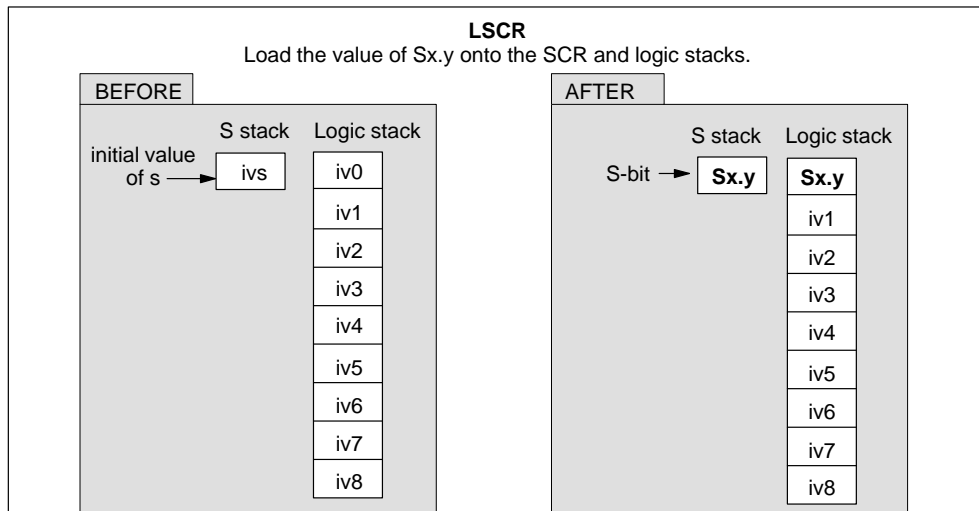 LSCR
Load the value of Sx.y onto the SCR and logic stacks.
BEFORE
S stack
Logic stack
initial value
of s
ivs
iv0
iv1
iv2
iv3
iv4
iv5
iv6
iv7
iv8
AFTER
S stack
Logic stack
S-bit
Sx.y
Sx.y
iv1
iv2
iv3
iv4
iv5
iv6
iv7
iv8